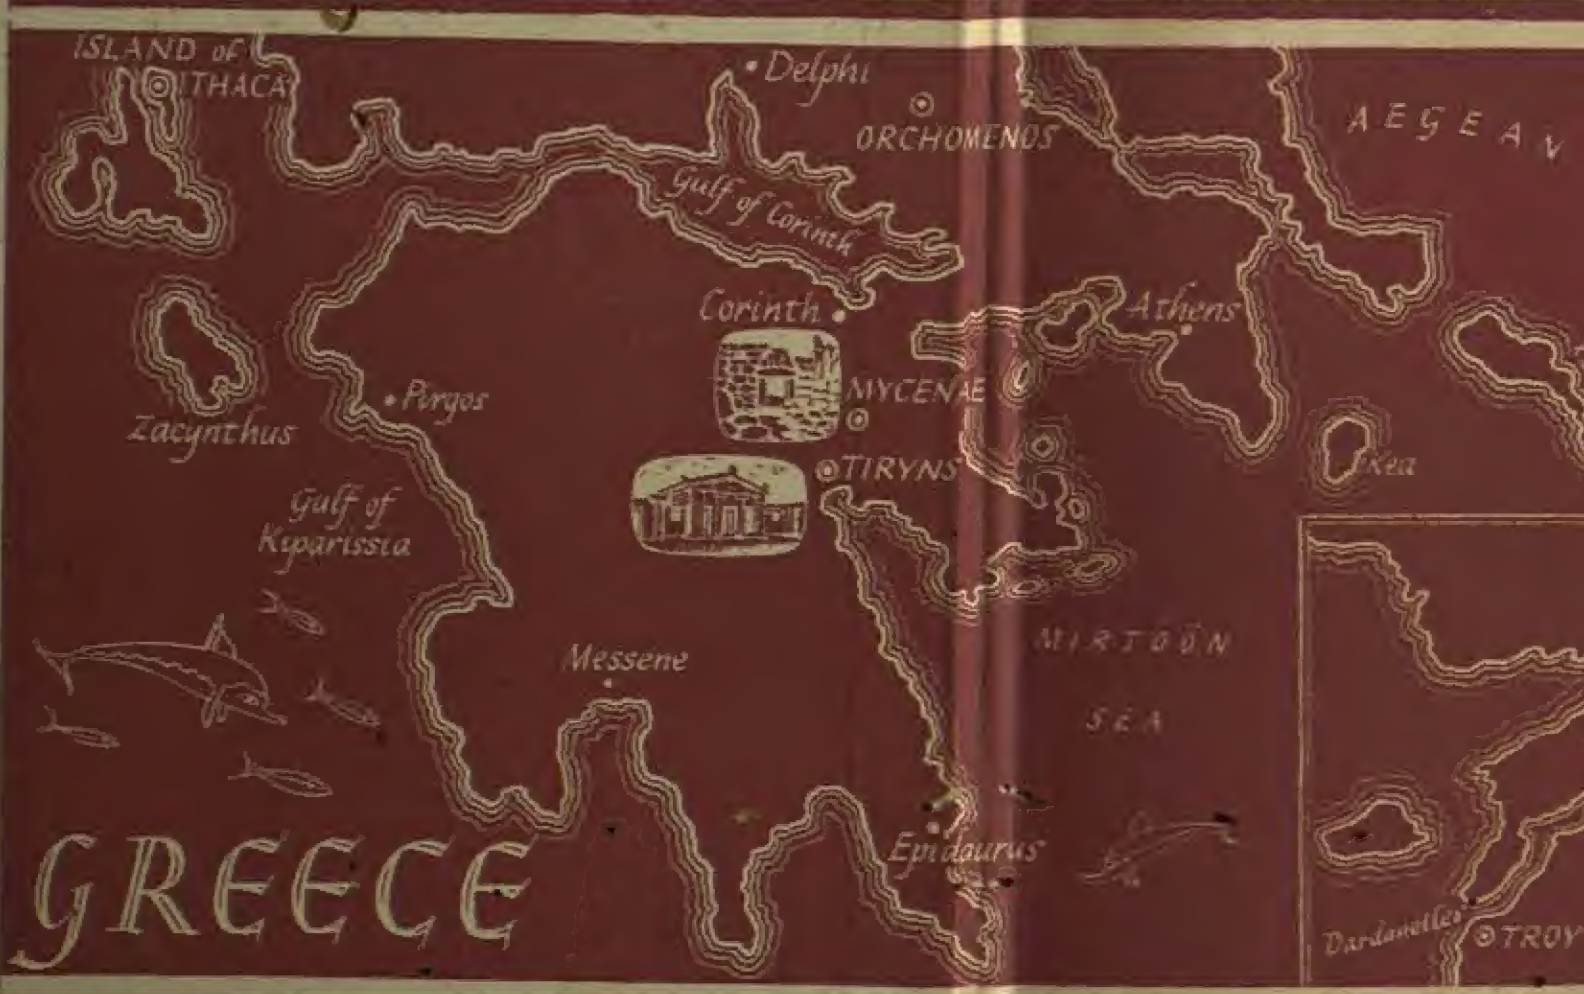 ISLAND of
ITHACA
Delphi
ORCHOMENOS
AEGEAN
Gulf of Corinth
Corinth
Athens
MYCENAE
Pirgos
Zacynthus
TIRYNS
Kea
Gulf of
Kiparissia
MIRTOÖN
SEA
Messene
Epidaurus
GREECE
Dardanelles
TROY